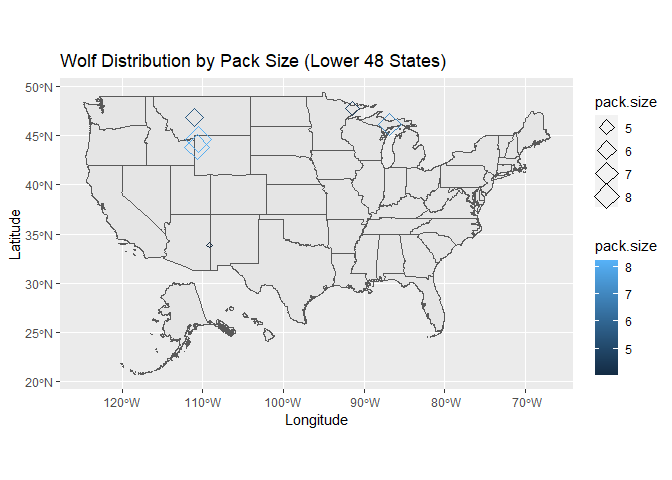 Wolf Distribution by Pack Size (Lower 48 States)
50°N
45°N
40°N
35°N
30°N
25°N
20°N
Latitude
120°W 110°W 100°W 90°W 80°W 70°W
Longitude
pack.size
5
6
7
8
pack.size
8
7
6
5